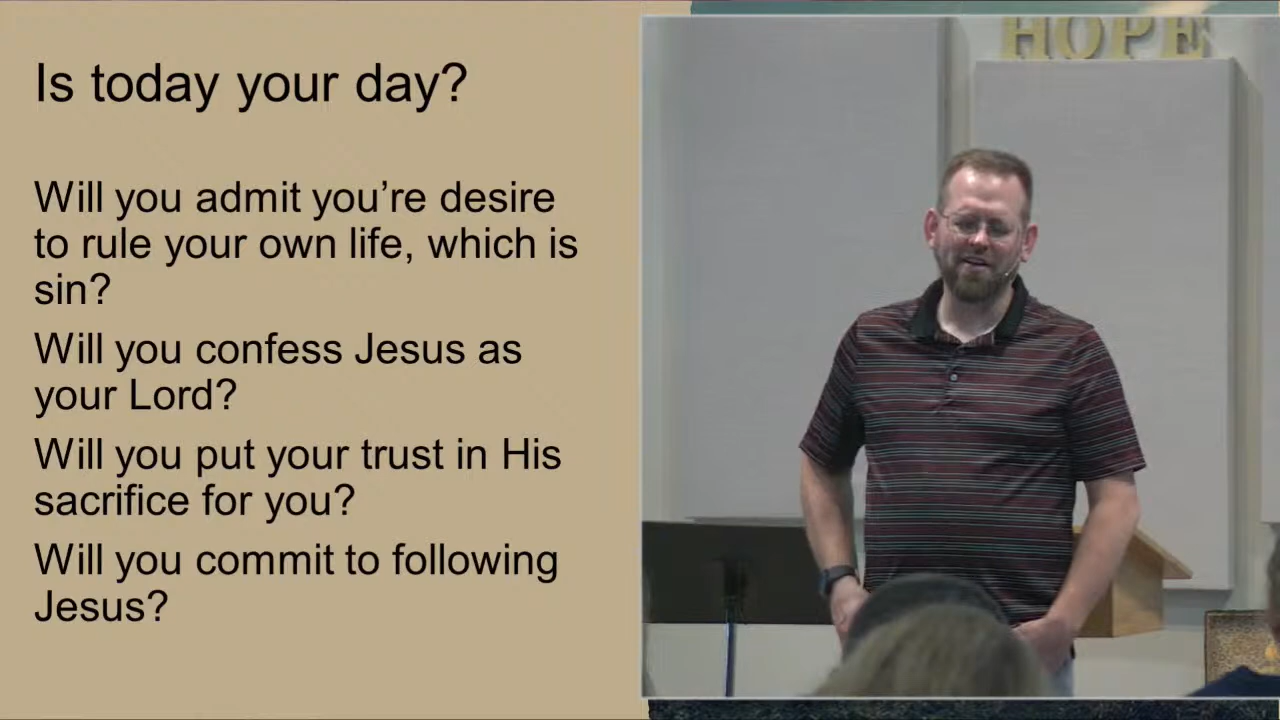 Is today your day?
Will you admit you’re desire
to rule your own life, which is
sin?
Will you confess Jesus as
your Lord?
Will you put your trust in His
sacrifice for you?
Will you commit to following
Jesus?
HOPE